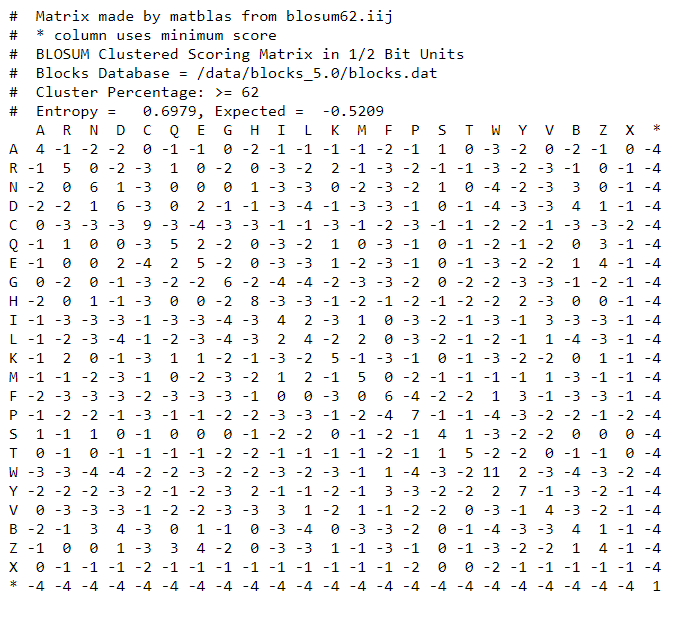 #  Matrix made by matblas from blosum62.iij
#  * column uses minimum score
#  BLOSUM Clustered Scoring Matrix in 1/2 Bit Units
#  Blocks Database = /data/blocks_5.0/blocks.dat
#  Cluster Percentage: >= 62
#  Entropy =   0.6979, Expected =  -0.5209
   A  R  N  D  C  Q  E  G  H  I  L  K  M  F  P  S  T  W  Y  V  B  Z  X  *
A  4 -1 -2 -2  0 -1 -1  0 -2 -1 -1 -1 -1 -2 -1  1  0 -3 -2  0 -2 -1  0 -4
R -1  5  0 -2 -3  1  0 -2  0 -3 -2  2 -1 -3 -2 -1 -1 -3 -2 -3 -1  0 -1 -4
N -2  0  6  1 -3  0  0  0  1 -3 -3  0 -2 -3 -2  1  0 -4 -2 -3  3  0 -1 -4
D -2 -2  1  6 -3  0  2 -1 -1 -3 -4 -1 -3 -3 -1  0 -1 -4 -3 -3  4  1 -1 -4
C  0 -3 -3 -3  9 -3 -4 -3 -3 -1 -1 -3 -1 -2 -3 -1 -1 -2 -2 -1 -3 -3 -2 -4
Q -1  1  0  0 -3  5  2 -2  0 -3 -2  1  0 -3 -1  0 -1 -2 -1 -2  0  3 -1 -4
E -1  0  0  2 -4  2  5 -2  0 -3 -3  1 -2 -3 -1  0 -1 -3 -2 -2  1  4 -1 -4
G  0 -2  0 -1 -3 -2 -2  6 -2 -4 -4 -2 -3 -3 -2  0 -2 -2 -3 -3 -1 -2 -1 -4
H -2  0  1 -1 -3  0  0 -2  8 -3 -3 -1 -2 -1 -2 -1 -2 -2  2 -3  0  0 -1 -4
I -1 -3 -3 -3 -1 -3 -3 -4 -3  4  2 -3  1  0 -3 -2 -1 -3 -1  3 -3 -3 -1 -4
L -1 -2 -3 -4 -1 -2 -3 -4 -3  2  4 -2  2  0 -3 -2 -1 -2 -1  1 -4 -3 -1 -4
K -1  2  0 -1 -3  1  1 -2 -1 -3 -2  5 -1 -3 -1  0 -1 -3 -2 -2  0  1 -1 -4
M -1 -1 -2 -3 -1  0 -2 -3 -2  1  2 -1  5  0 -2 -1 -1 -1 -1  1 -3 -1 -1 -4
F -2 -3 -3 -3 -2 -3 -3 -3 -1  0  0 -3  0  6 -4 -2 -2  1  3 -1 -3 -3 -1 -4
P -1 -2 -2 -1 -3 -1 -1 -2 -2 -3 -3 -1 -2 -4  7 -1 -1 -4 -3 -2 -2 -1 -2 -4
S  1 -1  1  0 -1  0  0  0 -1 -2 -2  0 -1 -2 -1  4  1 -3 -2 -2  0  0  0 -4
T  0 -1  0 -1 -1 -1 -1 -2 -2 -1 -1 -1 -1 -2 -1  1  5 -2 -2  0 -1 -1  0 -4
W -3 -3 -4 -4 -2 -2 -3 -2 -2 -3 -2 -3 -1  1 -4 -3 -2 11  2 -3 -4 -3 -2 -4
Y -2 -2 -2 -3 -2 -1 -2 -3  2 -1 -1 -2 -1  3 -3 -2 -2  2  7 -1 -3 -2 -1 -4
V  0 -3 -3 -3 -1 -2 -2 -3 -3  3  1 -2  1 -1 -2 -2  0 -3 -1  4 -3 -2 -1 -4
B -2 -1  3  4 -3  0  1 -1  0 -3 -4  0 -3 -3 -2  0 -1 -4 -3 -3  4  1 -1 -4
Z -1  0  0  1 -3  3  4 -2  0 -3 -3  1 -1 -3 -1  0 -1 -3 -2 -2  1  4 -1 -4
X  0 -1 -1 -1 -2 -1 -1 -1 -1 -1 -1 -1 -1 -1 -2  0  0 -2 -1 -1 -1 -1 -1 -4
* -4 -4 -4 -4 -4 -4 -4 -4 -4 -4 -4 -4 -4 -4 -4 -4 -4 -4 -4 -4 -4 -4 -4  1